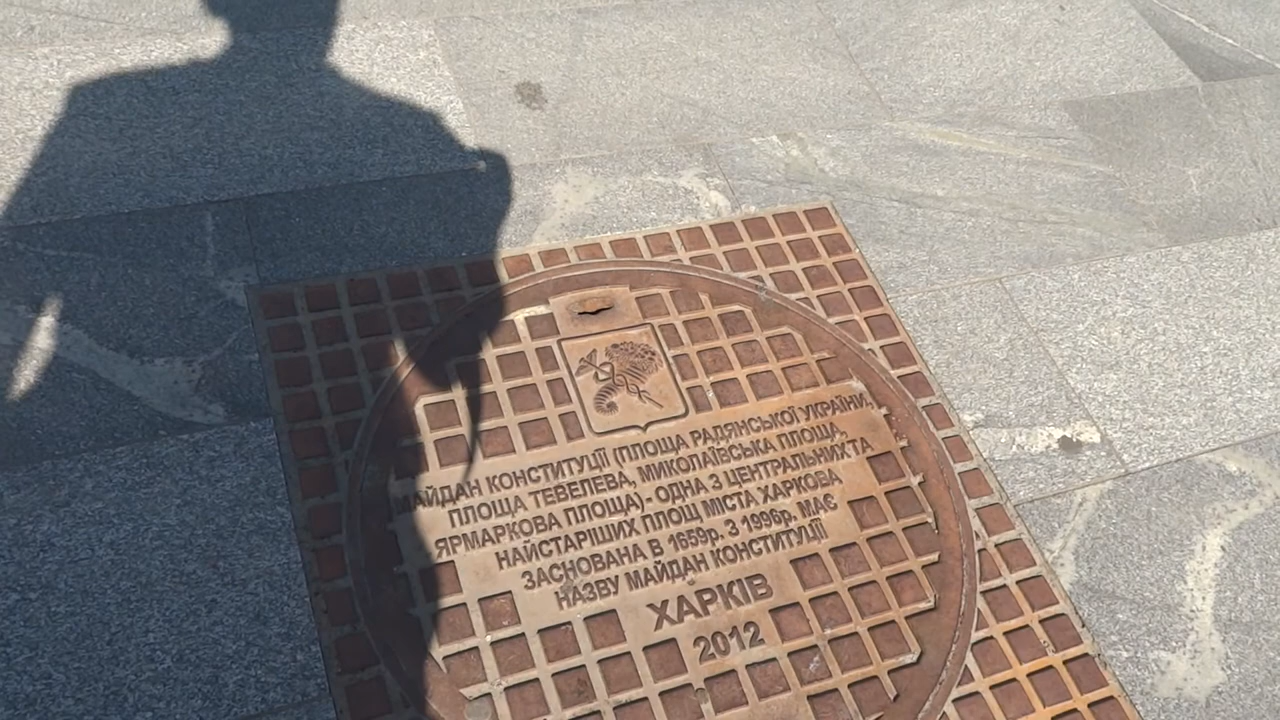 МАЙДАН КОНСТИТУЦІЇ (ПЛОЩА РАДЯНСЬКОЇ УКРАЇНИ,
ПЛОЩА ТЕВЕЛЕВА, МИКОЛАЇВСЬКА ПЛОЩА,
ЯРМАРКОВА ПЛОЩА)- ОДНА З ЦЕНТРАЛЬНИХ ТА
НАЙСТАРІШИХ ПЛОЩ МІСТА ХАРКОВА
ЗАСНОВАНА В 1659р. З 1996р. МАЄ
НАЗВУ МАЙДАН КОНСТИТУЦІЇ
ХАРКІВ
2012